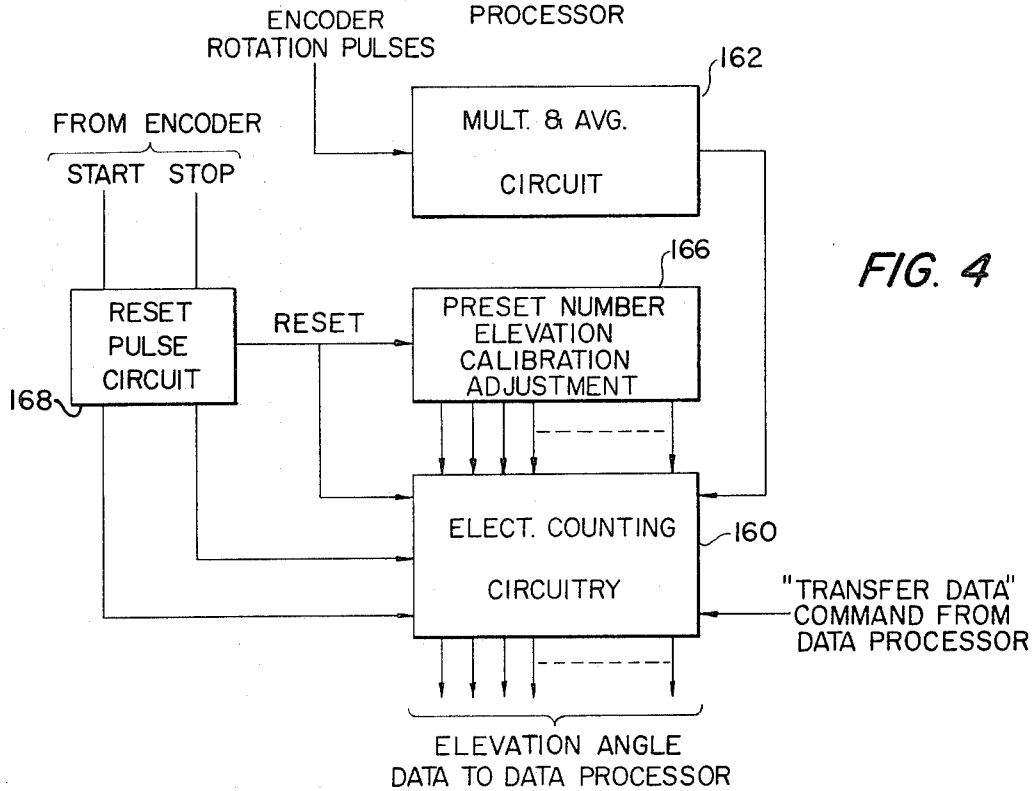 PROCESSOR
ENCODER
ROTATION PULSES
162
MULT. & AVG.
CIRCUIT
FROM ENCODER
START STOP
FIG. 4
166
RESET
PULSE
CIRCUIT
168
RESET
PRESET NUMBER
ELEVATION
CALIBRATION
ADJUSTMENT
ELECT. COUNTING
CIRCUITRY
160
"TRANSFER DATA"
COMMAND FROM
DATA PROCESSOR
ELEVATION ANGLE
DATA TO DATA PROCESSOR